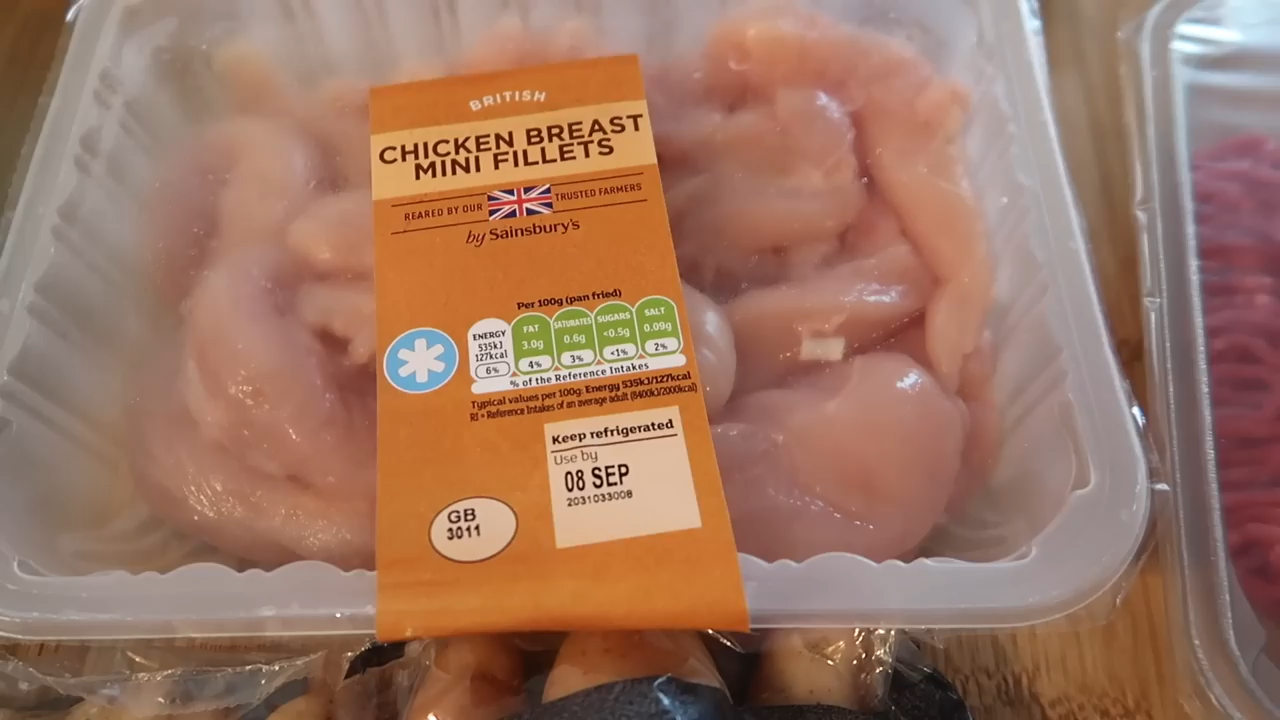 BRITISH
CHICKEN BREAST
MINI FILLETS
REARED BY OUR TRUSTED FARMERS
by Sainsbury's
Per 100g (pan fried)
ENERGY
535kJ
127kcal
6%
FAT
3.0g
4%
SATURATES
0.6g
3%
SUGARS
<0.5g
<1%
SALT
0.09g
2%
% of the Reference Intakes
Typical values per 100g: Energy 535kJ/127kcal
RI = Reference Intakes of an average adult (8400kJ/2000kcal)
Keep refrigerated
Use by
08 SEP
2031033008
GB
3011